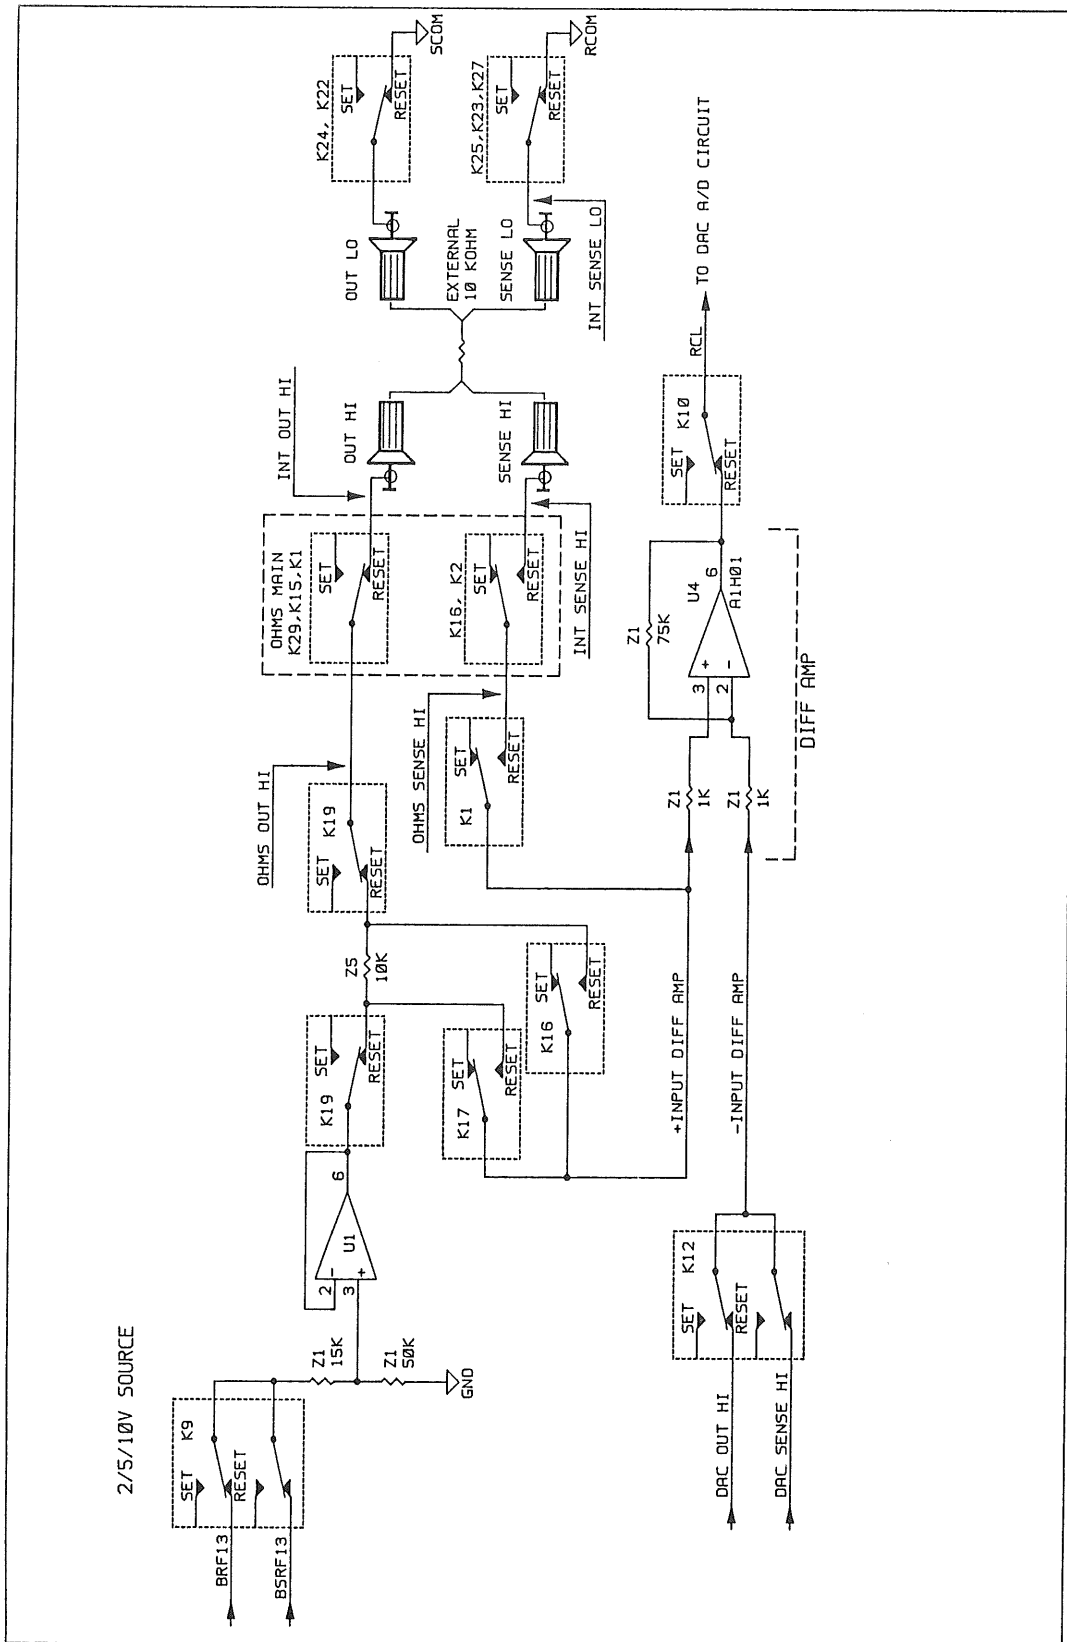 2/5/10V SOURCE
BRF13
BSRF13
SET
RESET
K9
Z1
15K
Z1
50K
GND
2
-
3
+
U1
6
K19
SET
RESET
Z5
10K
SET
RESET
K19
OHMS OUT HI
OHMS MAIN
K29,K15,K1
SET
RESET
INT OUT HI
OUT HI
OUT LO
K24, K22
SET
RESET
SCOM
EXTERNAL
10 KOHM
K17
SET
RESET
K16
SET
RESET
K1
SET
RESET
OHMS SENSE HI
K16, K2
SET
RESET
INT SENSE HI
SENSE HI
SENSE LO
INT SENSE LO
K25,K23,K27
SET
RESET
RCOM
DAC OUT HI
DAC SENSE HI
SET
RESET
K12
+INPUT DIFF AMP
-INPUT DIFF AMP
Z1
1K
Z1
1K
3
+
2
-
Z1
75K
U4
6
A1H01
DIFF AMP
SET
RESET
K10
RCL
TO DAC A/D CIRCUIT